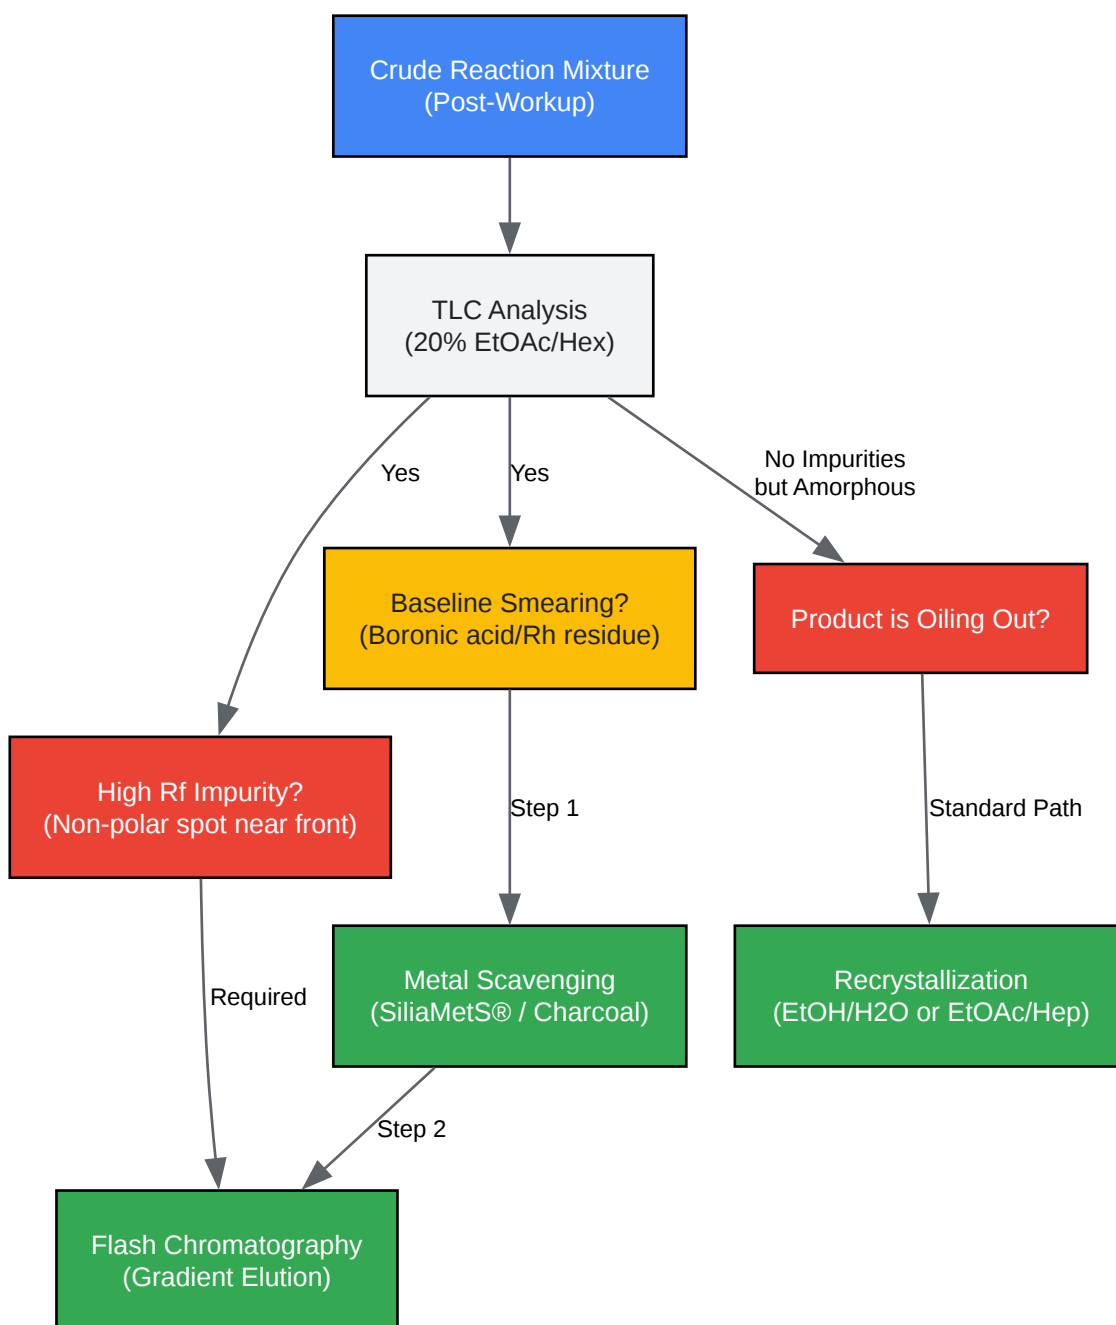 Crude Reaction Mixture
(Post-Workup)
TLC Analysis
(20% EtOAc/Hex)
Yes
Yes
No Impurities
but Amorphous
Baseline Smearing?
(Boronic acid/Rh residue)
Product is Oiling Out?
High Rf Impurity?
(Non-polar spot near front)
Step 1
Standard Path
Required
Metal Scavenging
(SiliaMetS® / Charcoal)
Recrystallization
(EtOH/H2O or EtOAc/Hep)
Step 2
Flash Chromatography
(Gradient Elution)